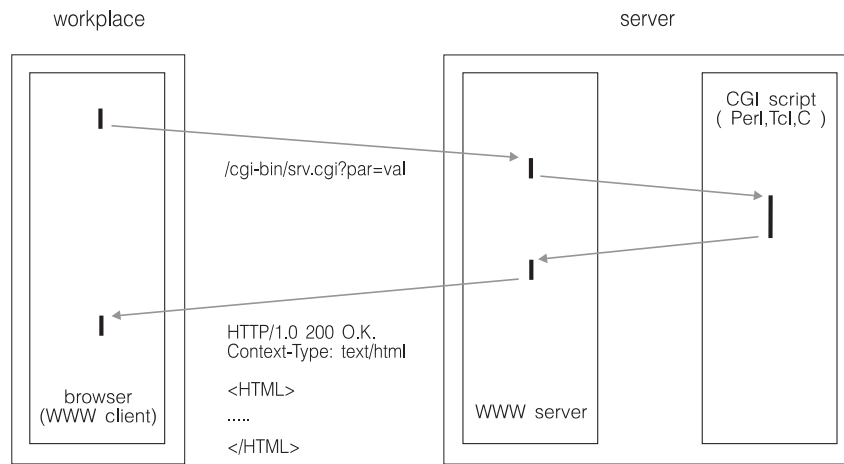 workplace
server
CGI script
( Perl,Tcl,C )
/cgi-bin/srv.cgi?par=val
HTTP/1.0 200 O.K.
Context-Type: text/html
<HTML>
.....
</HTML>
browser
(WWW client)
WWW server